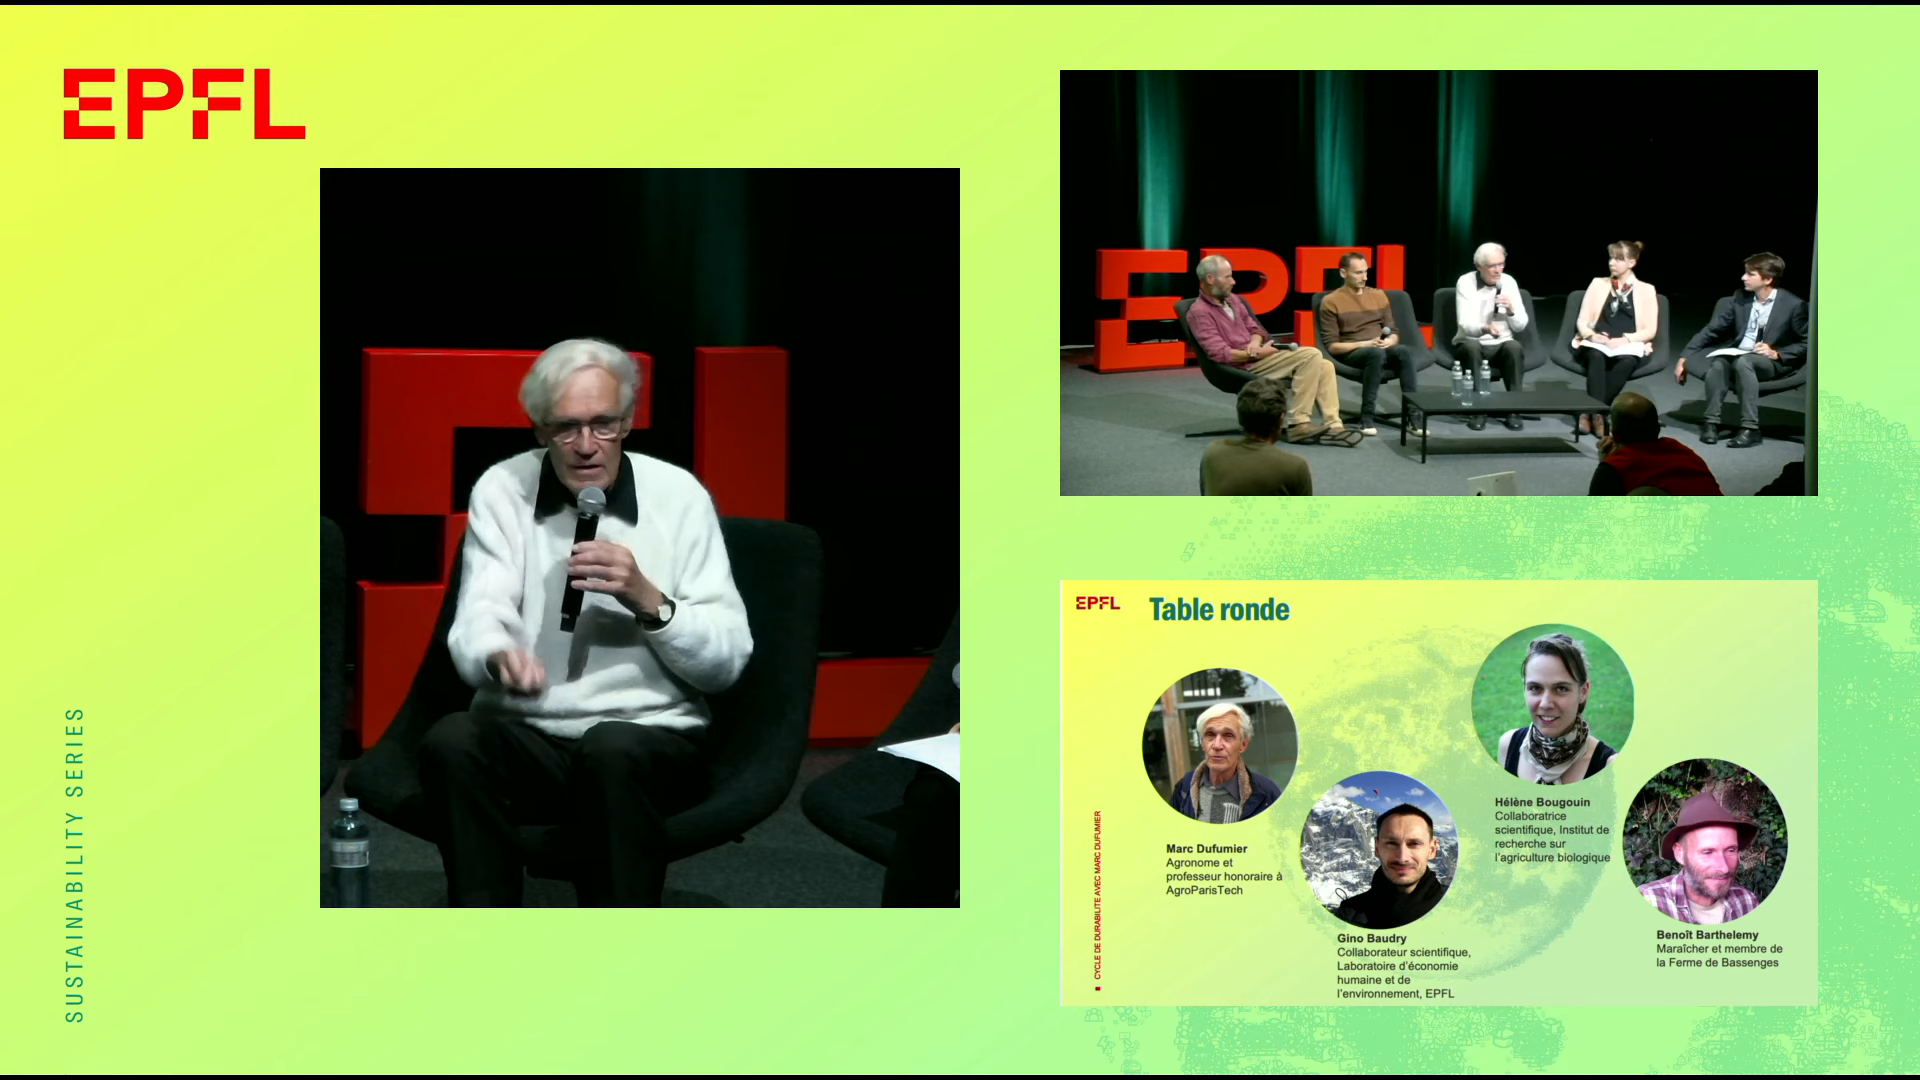 EPFL
SUSTAINABILITY SERIES
EPFL
EPFL
Table ronde
CYCLE DE DURABILITE AVEC MARC DUFUMIER
Marc Dufumier
Agronome et
professeur honoraire à
AgroParisTech
Gino Baudry
Collaborateur scientifique,
Laboratoire d'économie
humaine et de
l'environnement, EPFL
Hélène Bougouin
Collaboratrice
scientifique, Institut de
recherche sur
l'agriculture biologique
Benoît Barthelemy
Maraîcher et membre de
la Ferme de Bassenges